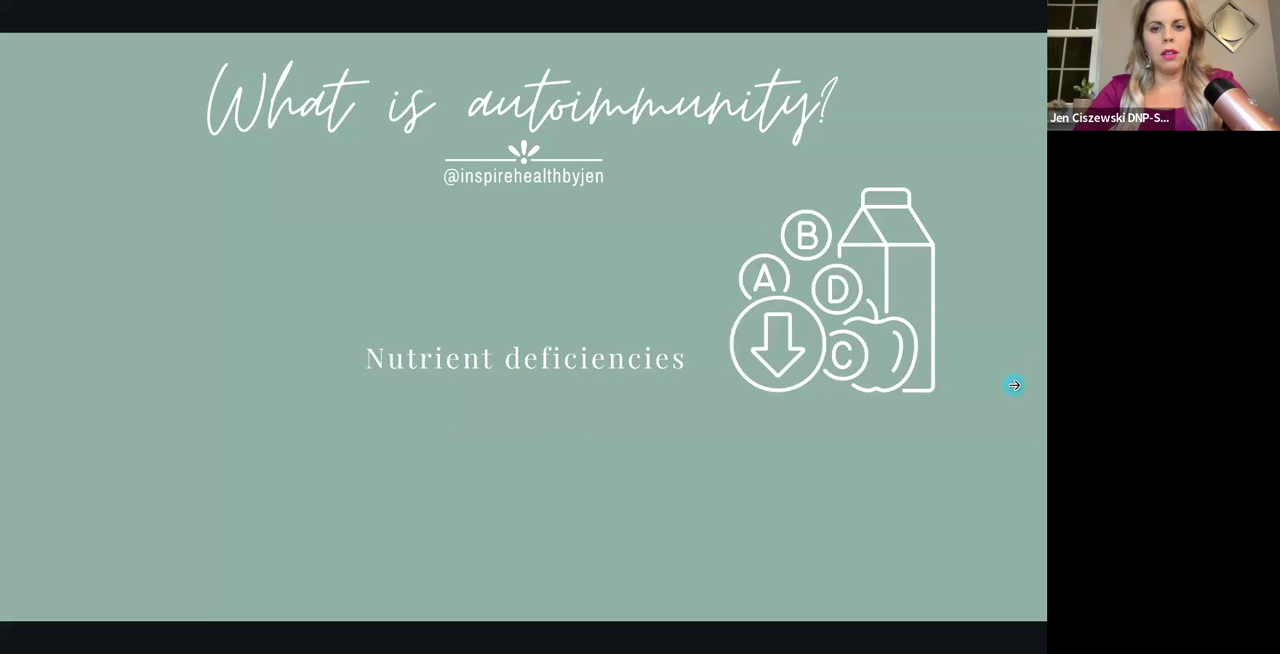 What is autoimmunity?
@inspirehealthbyjen
B
A
D
C
Nutrient deficiencies
Jen Ciszewski DNP-S...